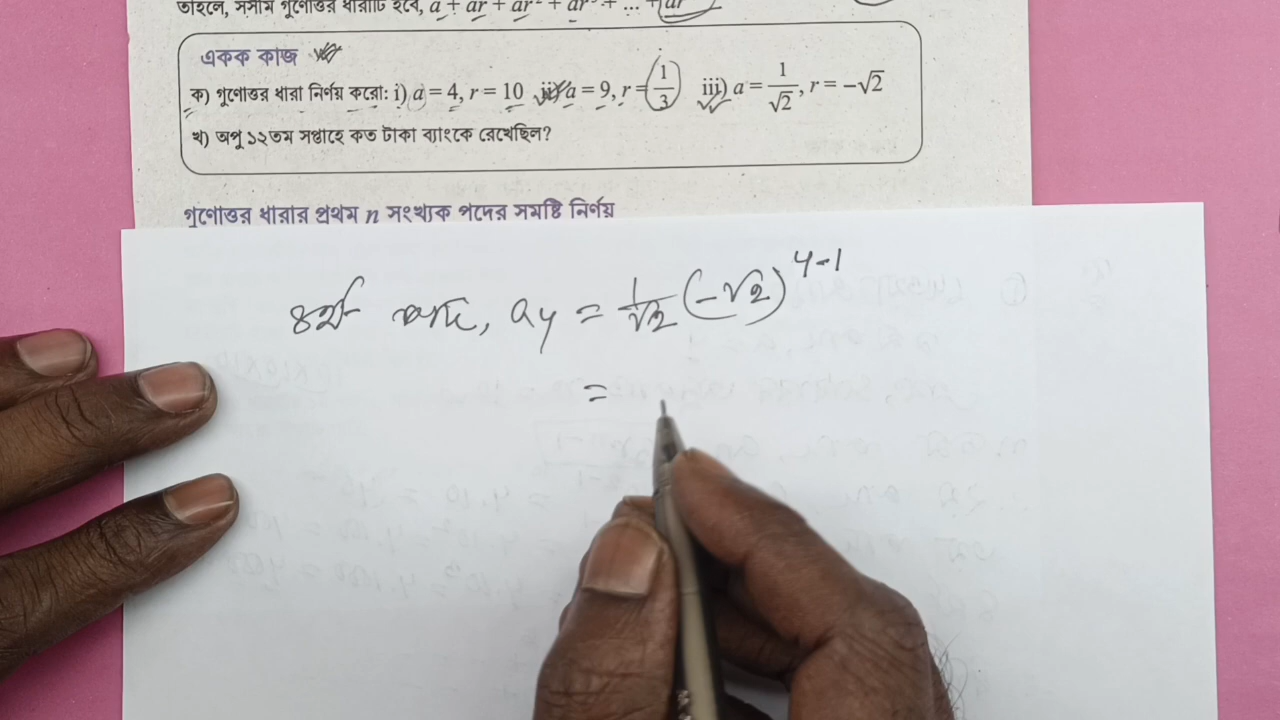 তাহলে, সসীম গুণোত্তর ধারাটি হবে, a + ar + ar² + ar³ + ... + ar
একক কাজ
ক) গুণোত্তর ধারা নির্ণয় করো: i) a = 4, r = 10 ii) a = 9, r = 1/3 iii) a = 1/√2, r = −√2
খ) অপু ১২তম সপ্তাহে কত টাকা ব্যাংকে রেখেছিল?
গুণোত্তর ধারার প্রথম n সংখ্যক পদের সমষ্টি নির্ণয়
৪র্থ পদ, a₄ = 1/√2 (−√2)⁴⁻¹
=